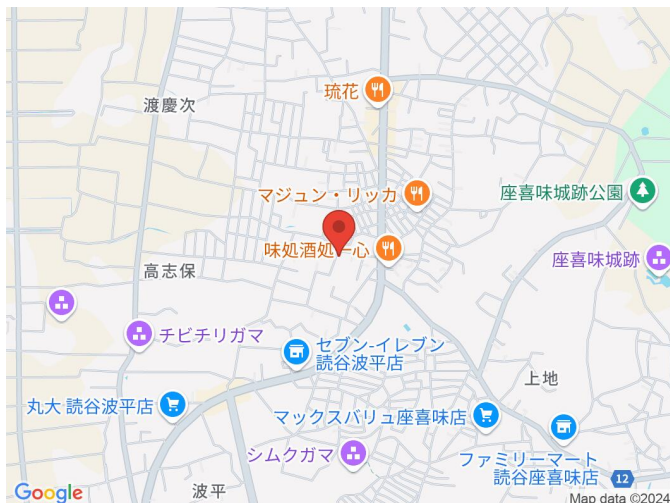 琉花
渡慶次
マジュン・リッカ
座喜味城跡公園
味処酒処一心
座喜味城跡
高志保
チビチリガマ
セブン-イレブン
読谷波平店
上地
丸大 読谷波平店
マックスバリュ座喜味店
シムクガマ
ファミリーマート
読谷座喜味店
12
波平
Google
Map data ©2024